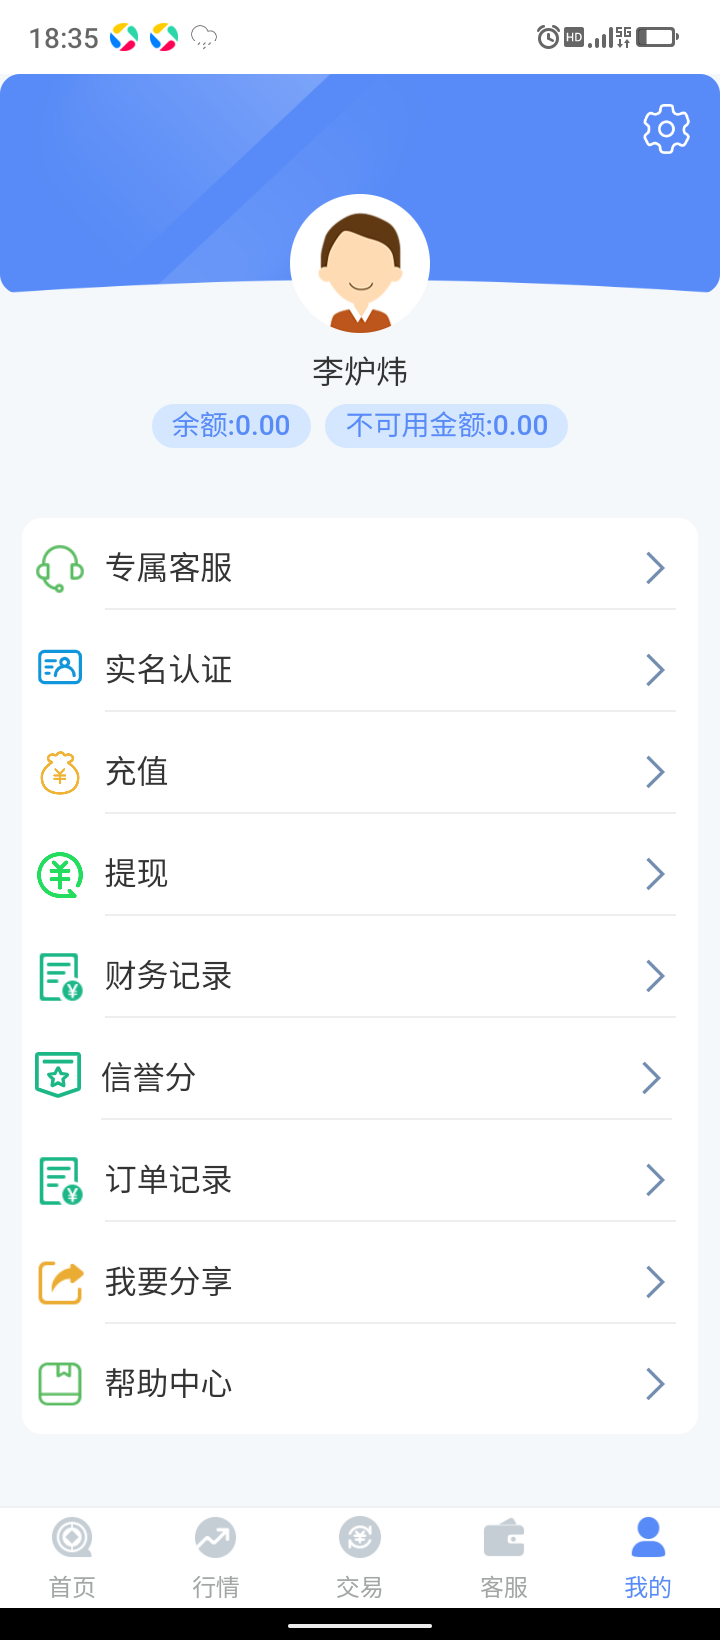 18:35 HD 5G
李炉炜
余额:0.00 不可用金额:0.00
专属客服
实名认证
充值
提现
财务记录
信誉分
订单记录
我要分享
帮助中心
首页 行情 交易 客服 我的